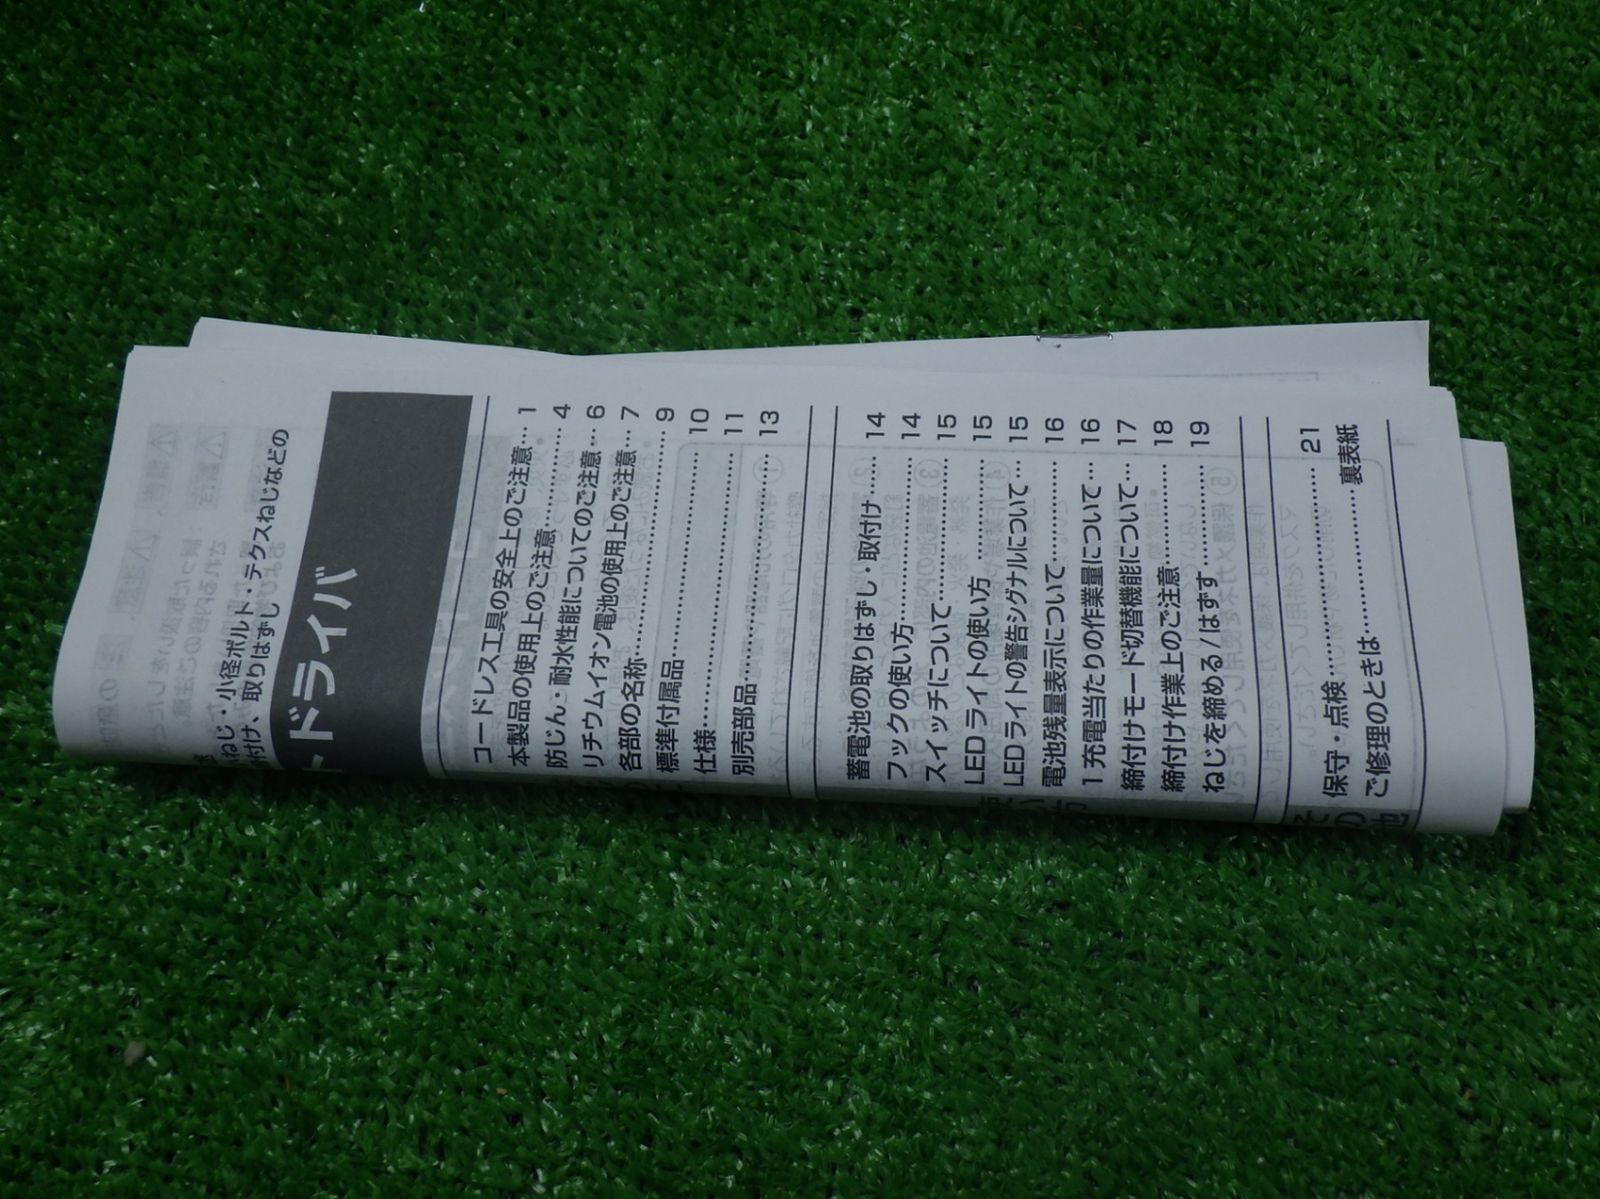 ねじ・小径ボルト・テクスねじなどの
付け、取りはずし
ドライバ
コードレス工具の安全上のご注意… 1
本製品の使用上のご注意………… 4
防じん・耐水性能についてのご注意… 6
リチウムイオン電池の使用上のご注意… 7
各部の名称………………………… 9
標準付属品………………………… 10
仕様………………………………… 11
別売部品…………………………… 13
蓄電池の取りはずし・取付け…… 14
フックの使い方…………………… 14
スイッチについて………………… 15
LEDライトの使い方……………… 15
LEDライトの警告シグナルについて… 15
電池残量表示について…………… 16
1充電当たりの作業量について… 16
締付けモード切替機能について… 17
締付け作業上のご注意…………… 18
ねじを締める/はずす…………… 19
保守・点検………………………… 21
ご修理のときは……………… 裏表紙